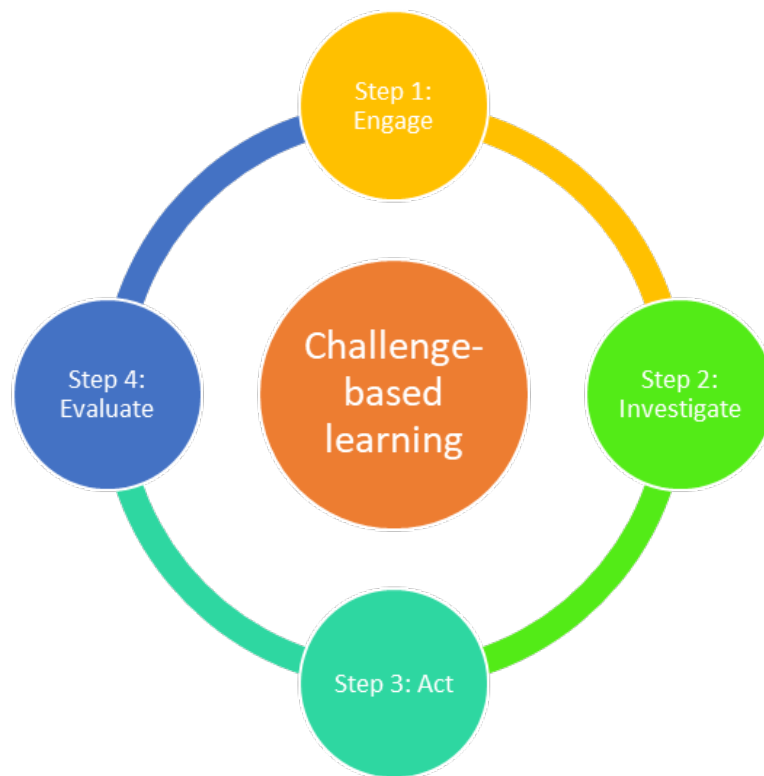 Step 1:
Engage
Challenge-
based
learning
Step 4:
Evaluate
Step 2:
Investigate
Step 3: Act